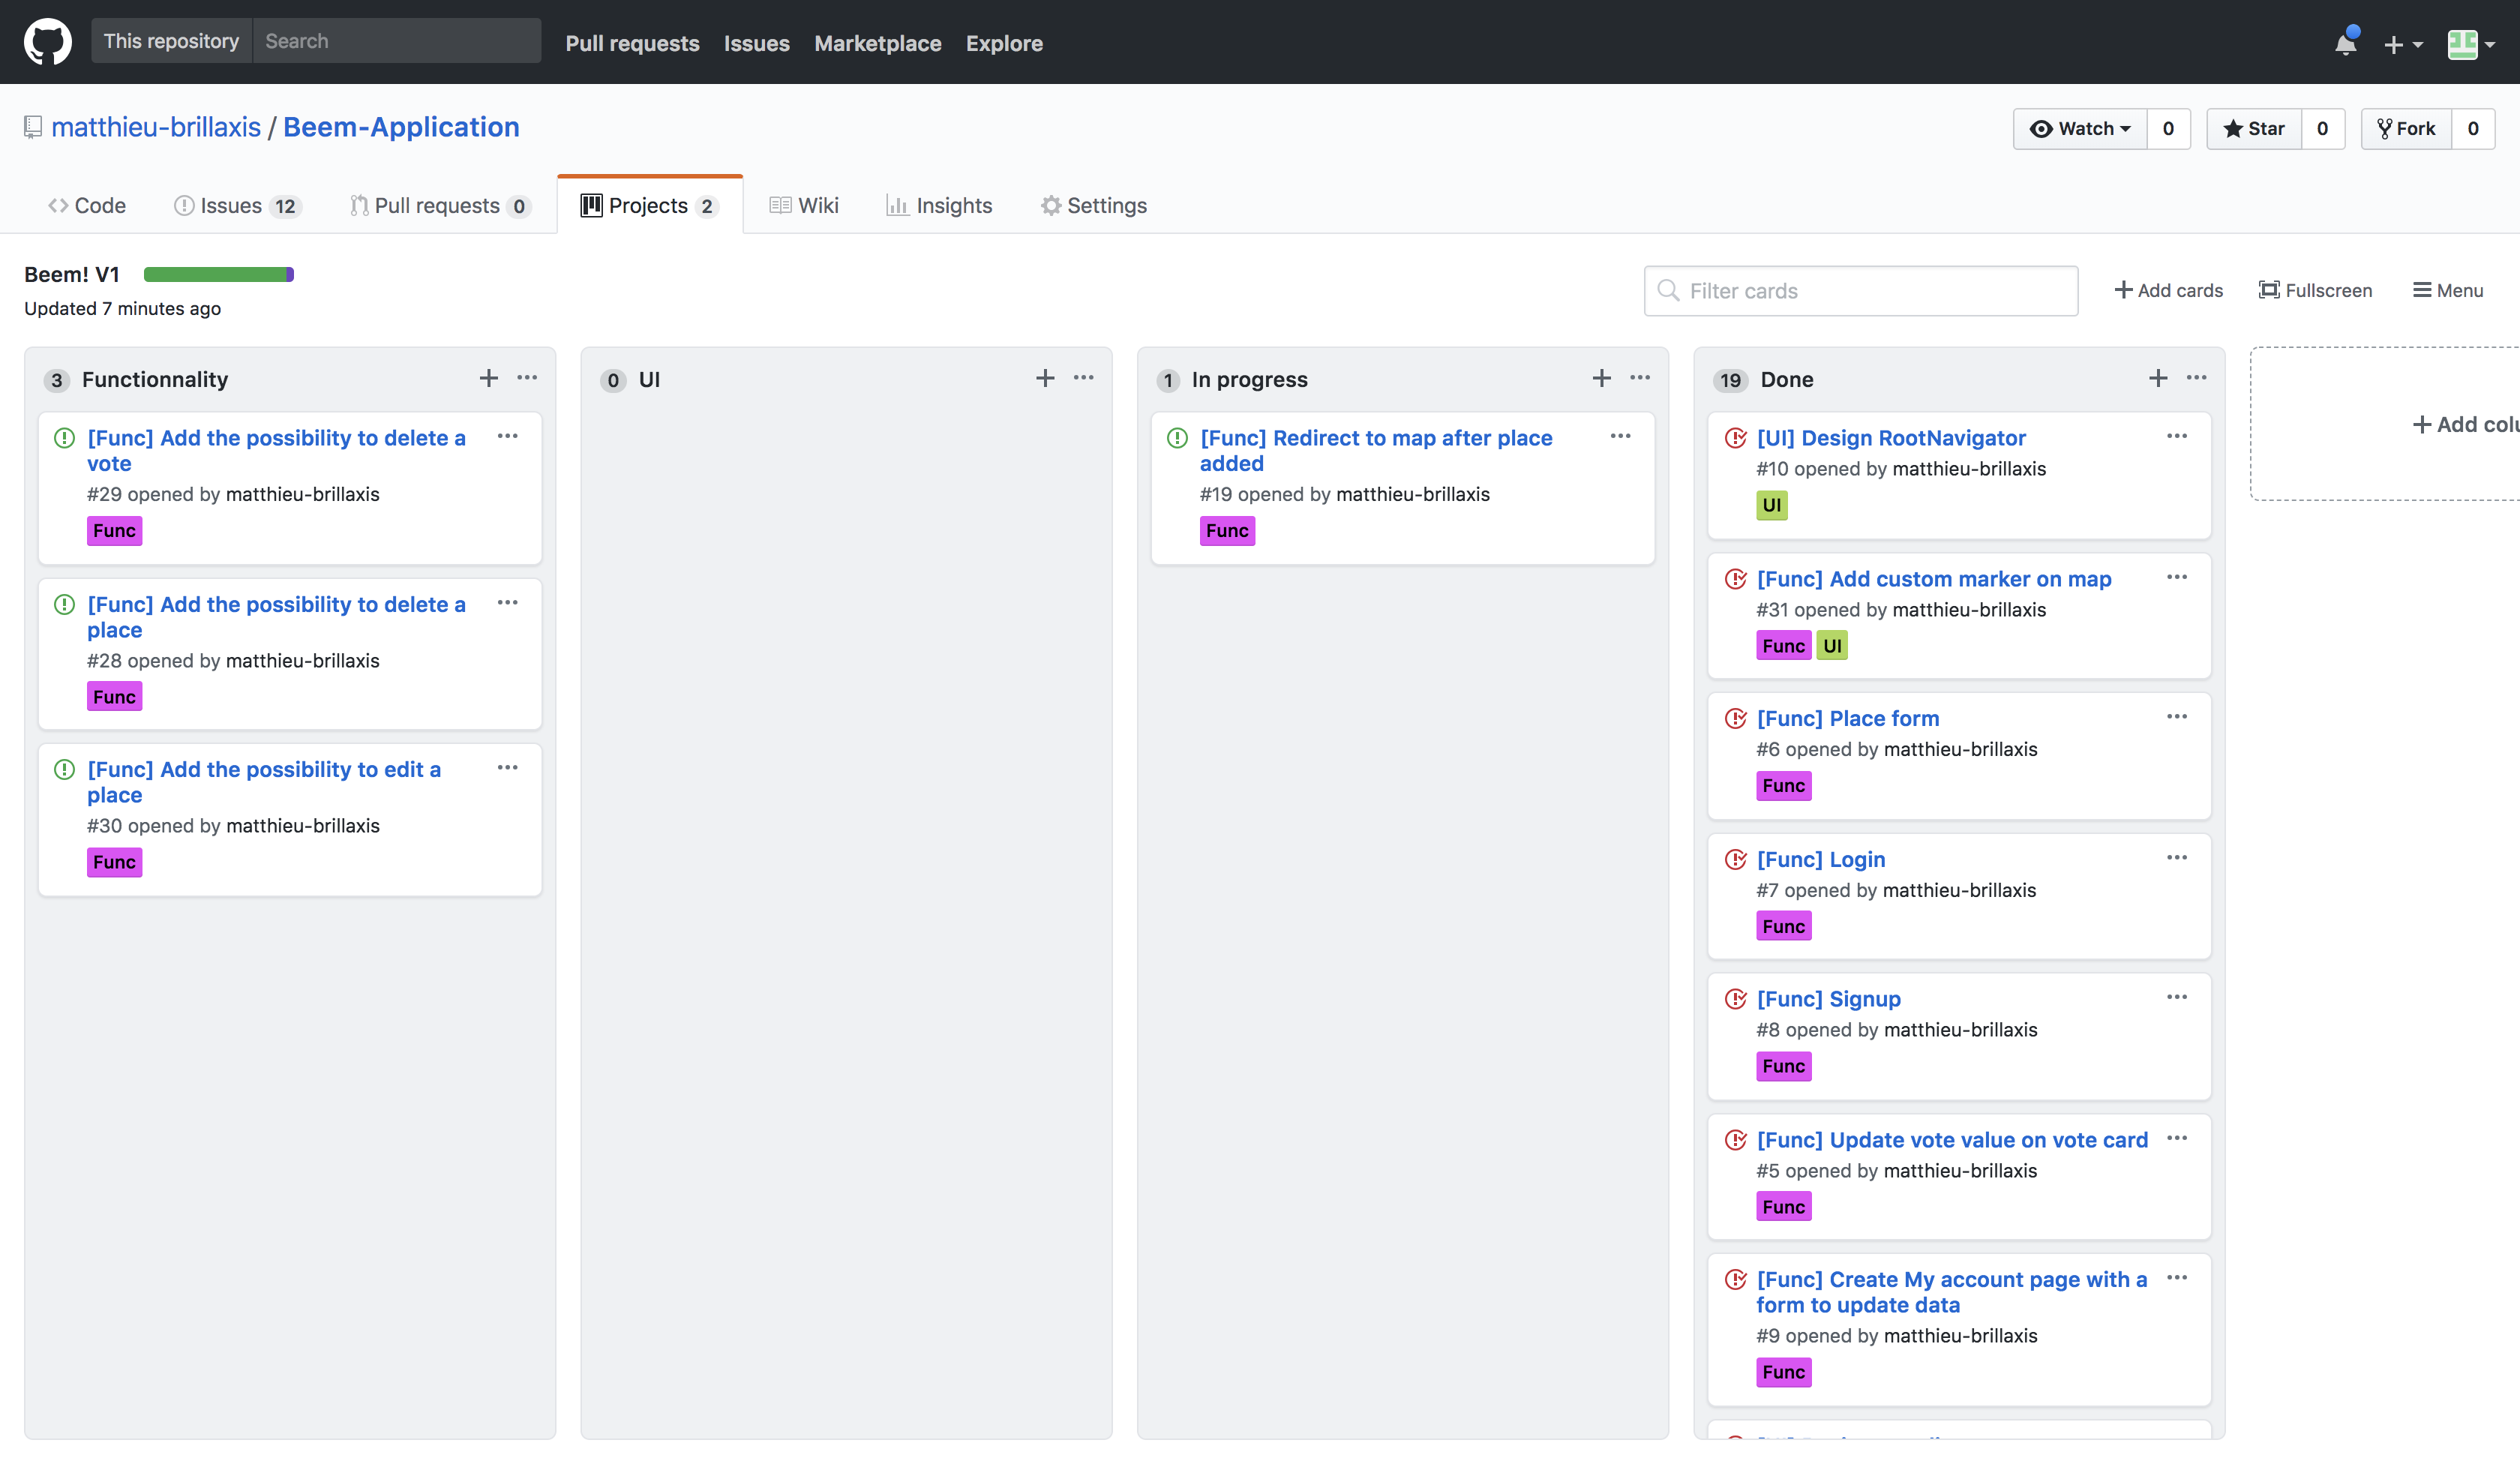 This repository Search Pull requests Issues Marketplace Explore
matthieu-brillaxis / Beem-Application
Watch 0 Star 0 Fork 0
Code Issues 12 Pull requests 0 Projects 2 Wiki Insights Settings
Beem! V1
Updated 7 minutes ago
Filter cards Add cards Fullscreen Menu
3 Functionnality
[Func] Add the possibility to delete a
vote
#29 opened by matthieu-brillaxis
Func
[Func] Add the possibility to delete a
place
#28 opened by matthieu-brillaxis
Func
[Func] Add the possibility to edit a
place
#30 opened by matthieu-brillaxis
Func
0 UI
1 In progress
[Func] Redirect to map after place
added
#19 opened by matthieu-brillaxis
Func
19 Done
[UI] Design RootNavigator
#10 opened by matthieu-brillaxis
UI
[Func] Add custom marker on map
#31 opened by matthieu-brillaxis
Func UI
[Func] Place form
#6 opened by matthieu-brillaxis
Func
[Func] Login
#7 opened by matthieu-brillaxis
Func
[Func] Signup
#8 opened by matthieu-brillaxis
Func
[Func] Update vote value on vote card
#5 opened by matthieu-brillaxis
Func
[Func] Create My account page with a
form to update data
#9 opened by matthieu-brillaxis
Func
Add colu